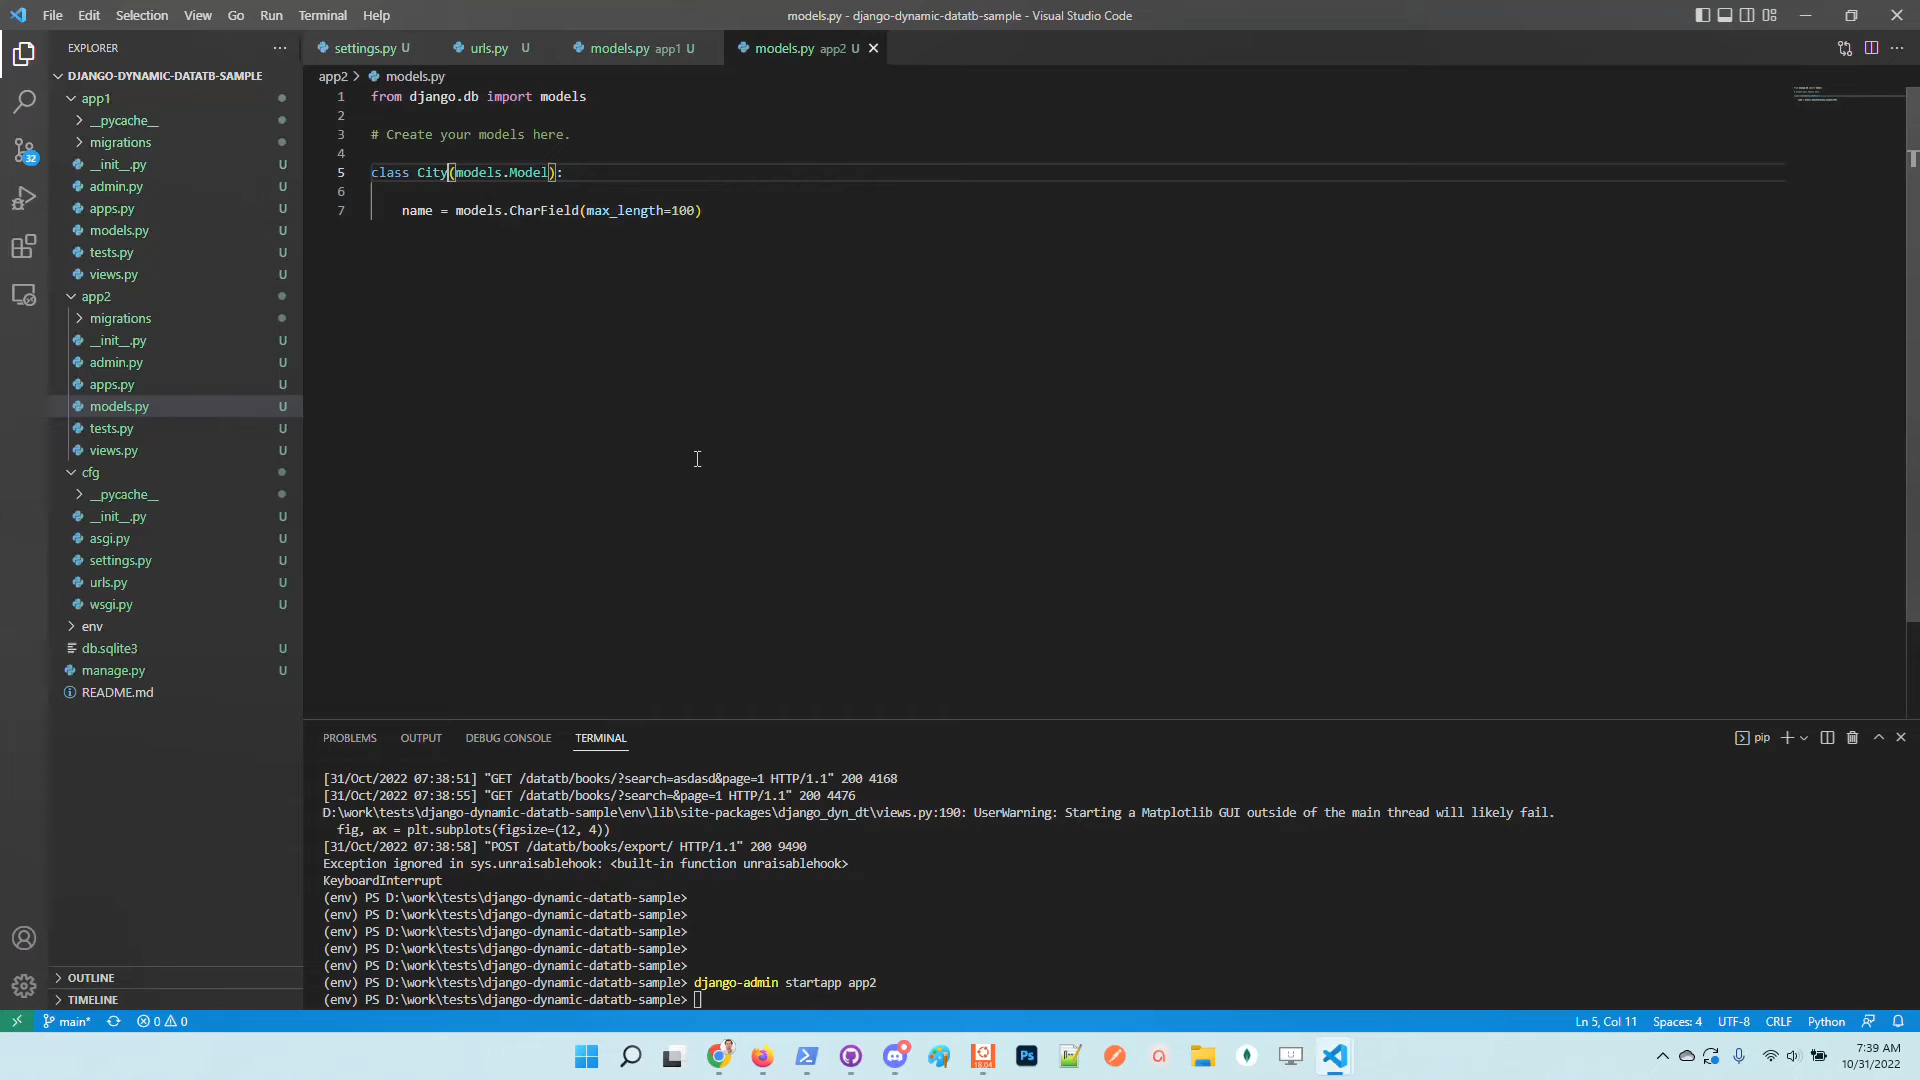 File Edit Selection View Go Run Terminal Help
models.py - django-dynamic-datatb-sample - Visual Studio Code
EXPLORER
DJANGO-DYNAMIC-DATATB-SAMPLE
app1
__pycache__
migrations
__init__.py U
admin.py U
apps.py U
models.py U
tests.py U
views.py U
app2
migrations
__init__.py U
admin.py U
apps.py U
models.py U
tests.py U
views.py U
cfg
__pycache__
__init__.py U
asgi.py U
settings.py U
urls.py U
wsgi.py U
env
db.sqlite3 U
manage.py U
README.md
OUTLINE
TIMELINE
32
settings.py U
urls.py U
models.py app1 U
models.py app2 U
app2 > models.py
1 from django.db import models
2
3 # Create your models here.
4
5 class City(models.Model):
6
7 name = models.CharField(max_length=100)
PROBLEMS OUTPUT DEBUG CONSOLE TERMINAL
pip
[31/Oct/2022 07:38:51] "GET /datatb/books/?search=asdasd&page=1 HTTP/1.1" 200 4168
[31/Oct/2022 07:38:55] "GET /datatb/books/?search=&page=1 HTTP/1.1" 200 4476
D:\work\tests\django-dynamic-datatb-sample\env\lib\site-packages\django_dyn_dt\views.py:190: UserWarning: Starting a Matplotlib GUI outside of the main thread will likely fail.
fig, ax = plt.subplots(figsize=(12, 4))
[31/Oct/2022 07:38:58] "POST /datatb/books/export/ HTTP/1.1" 200 9490
Exception ignored in sys.unraisablehook: <built-in function unraisablehook>
KeyboardInterrupt
(env) PS D:\work\tests\django-dynamic-datatb-sample>
(env) PS D:\work\tests\django-dynamic-datatb-sample>
(env) PS D:\work\tests\django-dynamic-datatb-sample>
(env) PS D:\work\tests\django-dynamic-datatb-sample>
(env) PS D:\work\tests\django-dynamic-datatb-sample>
(env) PS D:\work\tests\django-dynamic-datatb-sample> django-admin startapp app2
(env) PS D:\work\tests\django-dynamic-datatb-sample>
main* 0 0
Ln 5, Col 11 Spaces: 4 UTF-8 CRLF Python
Ps
18.04
7:39 AM
10/31/2022